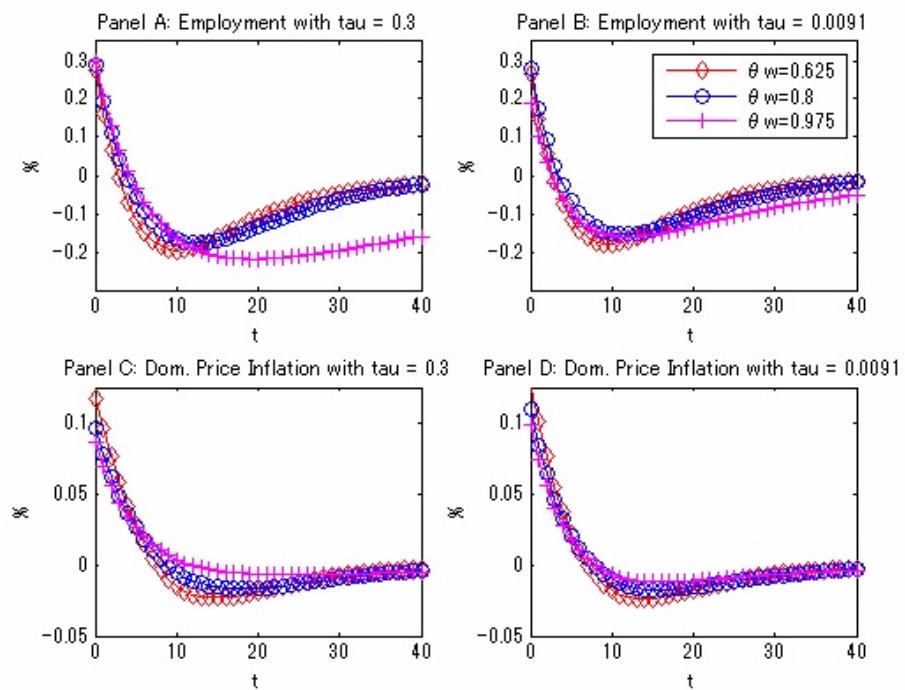 Panel A: Employment with tau = 0.3
Panel B: Employment with tau = 0.0091
0.3
0.2
0.1
0
-0.1
-0.2
%
0 10 20 30 40
t
0.3
0.2
0.1
0
-0.1
-0.2
%
θ w=0.625
θ w=0.8
θ w=0.975
0 10 20 30 40
t
Panel C: Dom. Price Inflation with tau = 0.3
Panel D: Dom. Price Inflation with tau = 0.0091
0.1
0.05
0
-0.05
%
0 10 20 30 40
t
0.1
0.05
0
-0.05
%
0 10 20 30 40
t